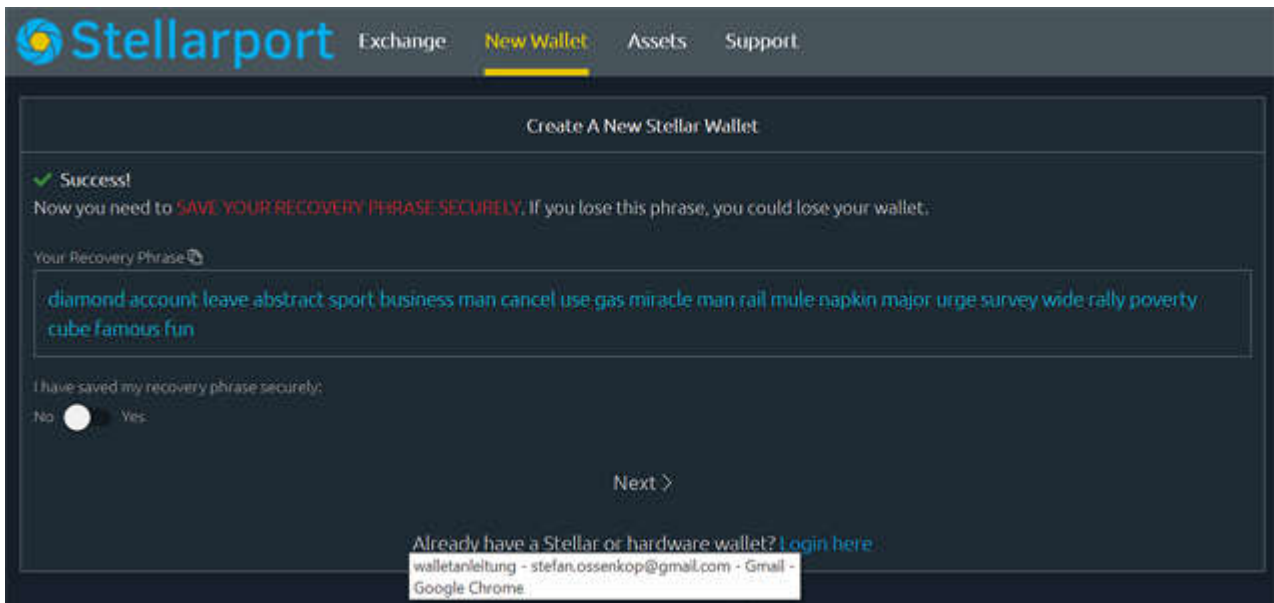 Stellarport Exchange New Wallet Assets Support
Create A New Stellar Wallet
Success!
Now you need to SAVE YOUR RECOVERY PHRASE SECURELY. If you lose this phrase, you could lose your wallet.
Your Recovery Phrase
diamond account leave abstract sport business man cancel use gas miracle man rail mule napkin major urge survey wide rally poverty
cube famous fun
I have saved my recovery phrase securely:
No Yes
Next >
Already have a Stellar or hardware wallet? Login here
walletanleitung - stefan.ossenkop@gmail.com - Gmail -
Google Chrome